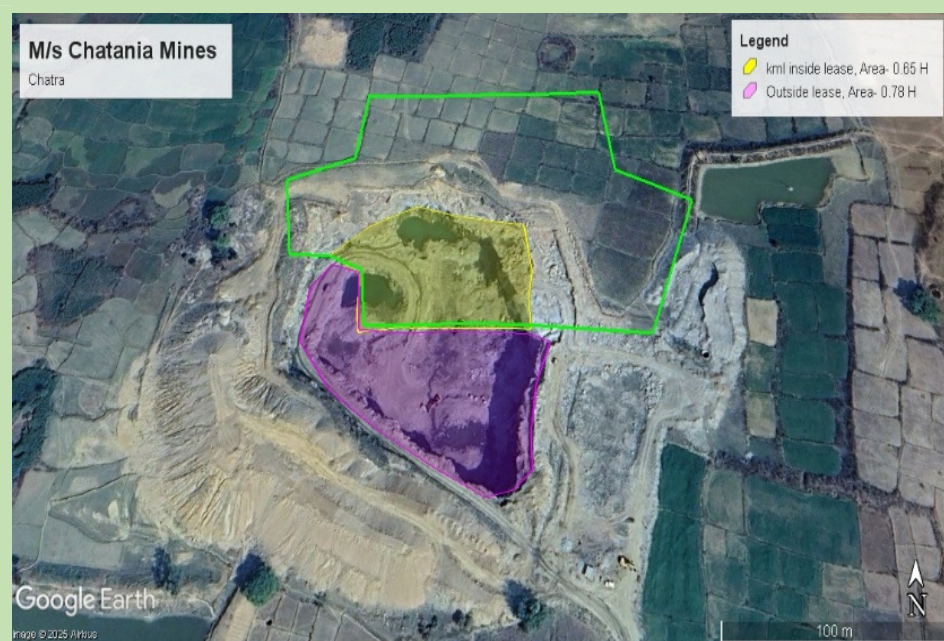 M/s Chatania Mines
Chatra
Legend
kml inside lease, Area- 0.65 H
Outside lease, Area- 0.78 H
Google Earth
Image © 2025 Airbus
100 m
N